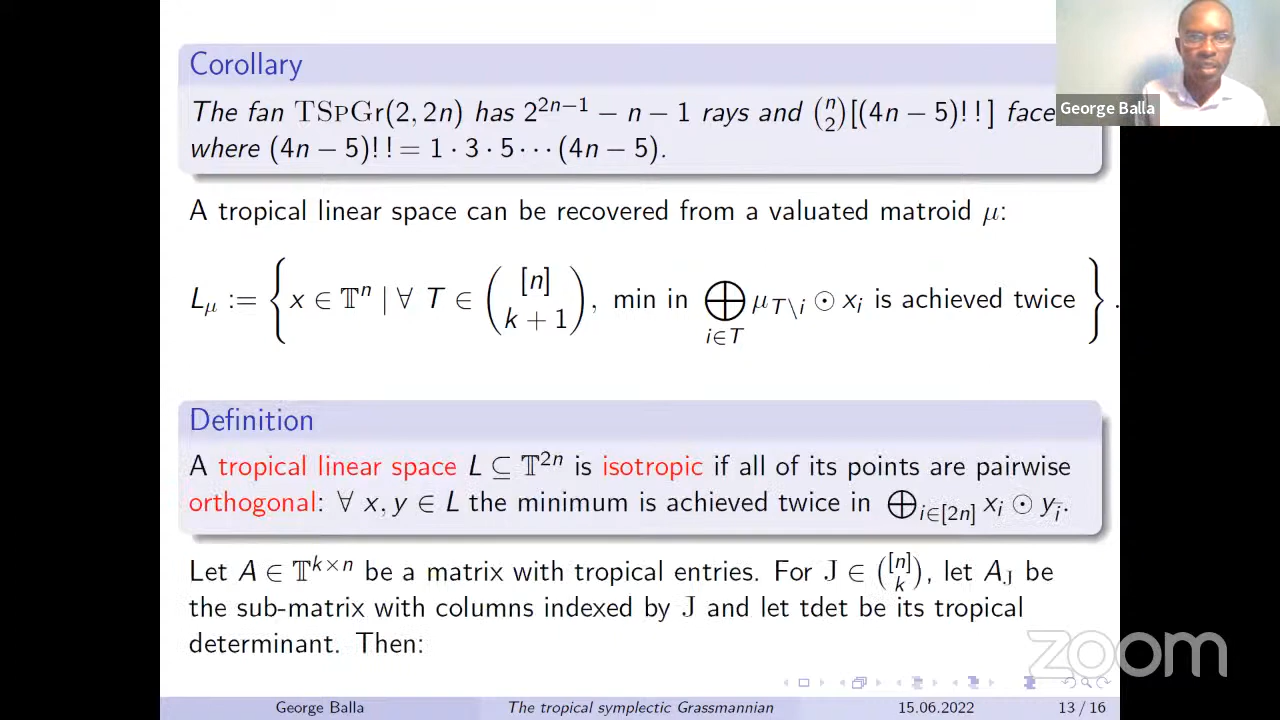 Corollary
The fan TSpGr(2, 2n) has 2^{2n−1} − n − 1 rays and \binom{n}{2}[(4n − 5)!!] face
where (4n − 5)!! = 1 · 3 · 5 · · · (4n − 5).
George Balla
A tropical linear space can be recovered from a valuated matroid μ:
L_μ := { x ∈ 𝕋^n | ∀ T ∈ \binom{[n]}{k + 1}, min in ⨁_{i∈T} μ_{T\i} ⊙ x_i is achieved twice } .
Definition
A tropical linear space L ⊆ 𝕋^{2n} is isotropic if all of its points are pairwise
orthogonal: ∀ x, y ∈ L the minimum is achieved twice in ⨁_{i∈[2n]} x_i ⊙ y_{\bar{i}}.
Let A ∈ 𝕋^{k×n} be a matrix with tropical entries. For J ∈ \binom{[n]}{k}, let A_J be
the sub-matrix with columns indexed by J and let tdet be its tropical
determinant. Then:
zoom
George Balla The tropical symplectic Grassmannian 15.06.2022 13 / 16